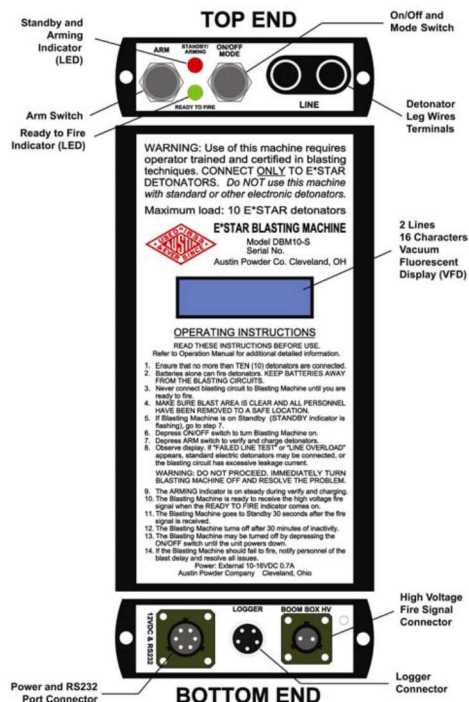 TOP END
Standby and
Arming
Indicator
(LED)
On/Off and
Mode Switch
ARM
STANDBY/
ARMING
ON/OFF
MODE
READY TO FIRE
LINE
Arm Switch
Ready to Fire
Indicator (LED)
Detonator
Leg Wires
Terminals
WARNING: Use of this machine requires
operator trained and certified in blasting
techniques. CONNECT ONLY TO E*STAR
DETONATORS. Do NOT use this machine
with standard or other electronic detonators.
Maximum load: 10 E*STAR detonators
USED 1833
AUSTIN
EVER SINCE
E*STAR BLASTING MACHINE
Model DBM10-S
Serial No.
Austin Powder Co. Cleveland, OH
2 Lines
16 Characters
Vacuum
Fluorescent
Display (VFD)
OPERATING INSTRUCTIONS
READ THESE INSTRUCTIONS BEFORE USE.
Refer to Operation Manual for additional detailed information.
1. Ensure that no more than TEN (10) detonators are connected.
2. Batteries alone can fire detonators. KEEP BATTERIES AWAY
FROM THE BLASTING CIRCUITS.
3. Never connect blasting circuit to Blasting Machine until you are
ready to fire.
4. MAKE SURE BLAST AREA IS CLEAR AND ALL PERSONNEL
HAVE BEEN REMOVED TO A SAFE LOCATION.
5. If Blasting Machine is on Standby (STANDBY indicator is
flashing), go to step 7.
6. Depress ON/OFF switch to turn Blasting Machine on.
7. Depress ARM switch to verify and charge detonators.
8. Observe display. If "FAILED LINE TEST" or "LINE OVERLOAD"
appears, standard electric detonators may be connected, or
the blasting circuit has excessive leakage current.
WARNING: DO NOT PROCEED. IMMEDIATELY TURN
BLASTING MACHINE OFF AND RESOLVE THE PROBLEM.
9. The ARMING indicator is on steady during verify and charging.
10. The Blasting Machine is ready to receive the high voltage fire
signal when the READY TO FIRE indicator comes on.
11. The Blasting Machine goes to Standby 30 seconds after the fire
signal is received.
12. The Blasting Machine turns off after 30 minutes of inactivity.
13. The Blasting Machine may be turned off by depressing the
ON/OFF switch until the unit powers down.
14. If the Blasting Machine should fail to fire, notify personnel of the
blast delay and resolve all issues.
Power: External 10-16VDC 0.7A
Austin Powder Company Cleveland, Ohio
12VDC & RS232
LOGGER
BOOM BOX HV
High Voltage
Fire Signal
Connector
Logger
Connector
Power and RS232
Port Connector
BOTTOM END